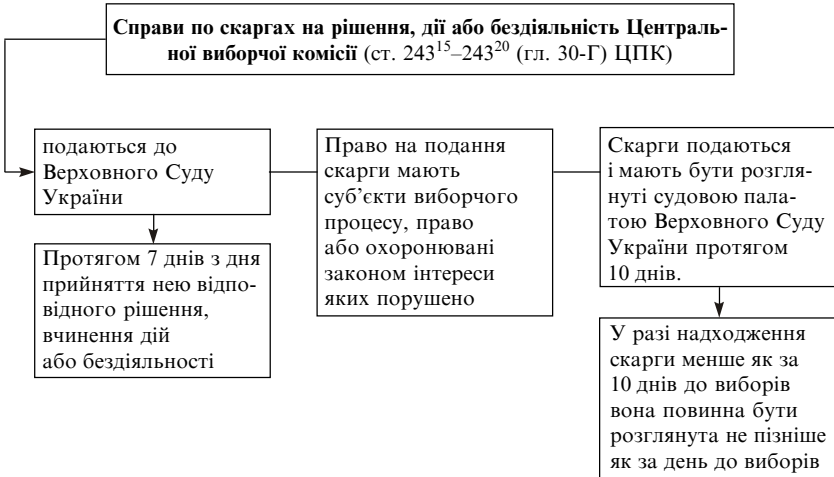 Справи по скаргах на рішення, дії або бездіяльність Централь-
ної виборчої комісії (ст. 243¹⁵–243²⁰ (гл. 30-Г) ЦПК)
подаються до
Верховного Суду
України
Протягом 7 днів з дня
прийняття нею відпо-
відного рішення,
вчинення дій
або бездіяльності
Право на подання
скарги мають
суб’єкти виборчого
процесу, право
або охоронювані
законом інтереси
яких порушено
Скарги подаються
і мають бути розгля-
нуті судовою пала-
тою Верховного Суду
України протягом
10 днів.
У разі надходження
скарги менше як за
10 днів до виборів
вона повинна бути
розглянута не пізніше
як за день до виборів